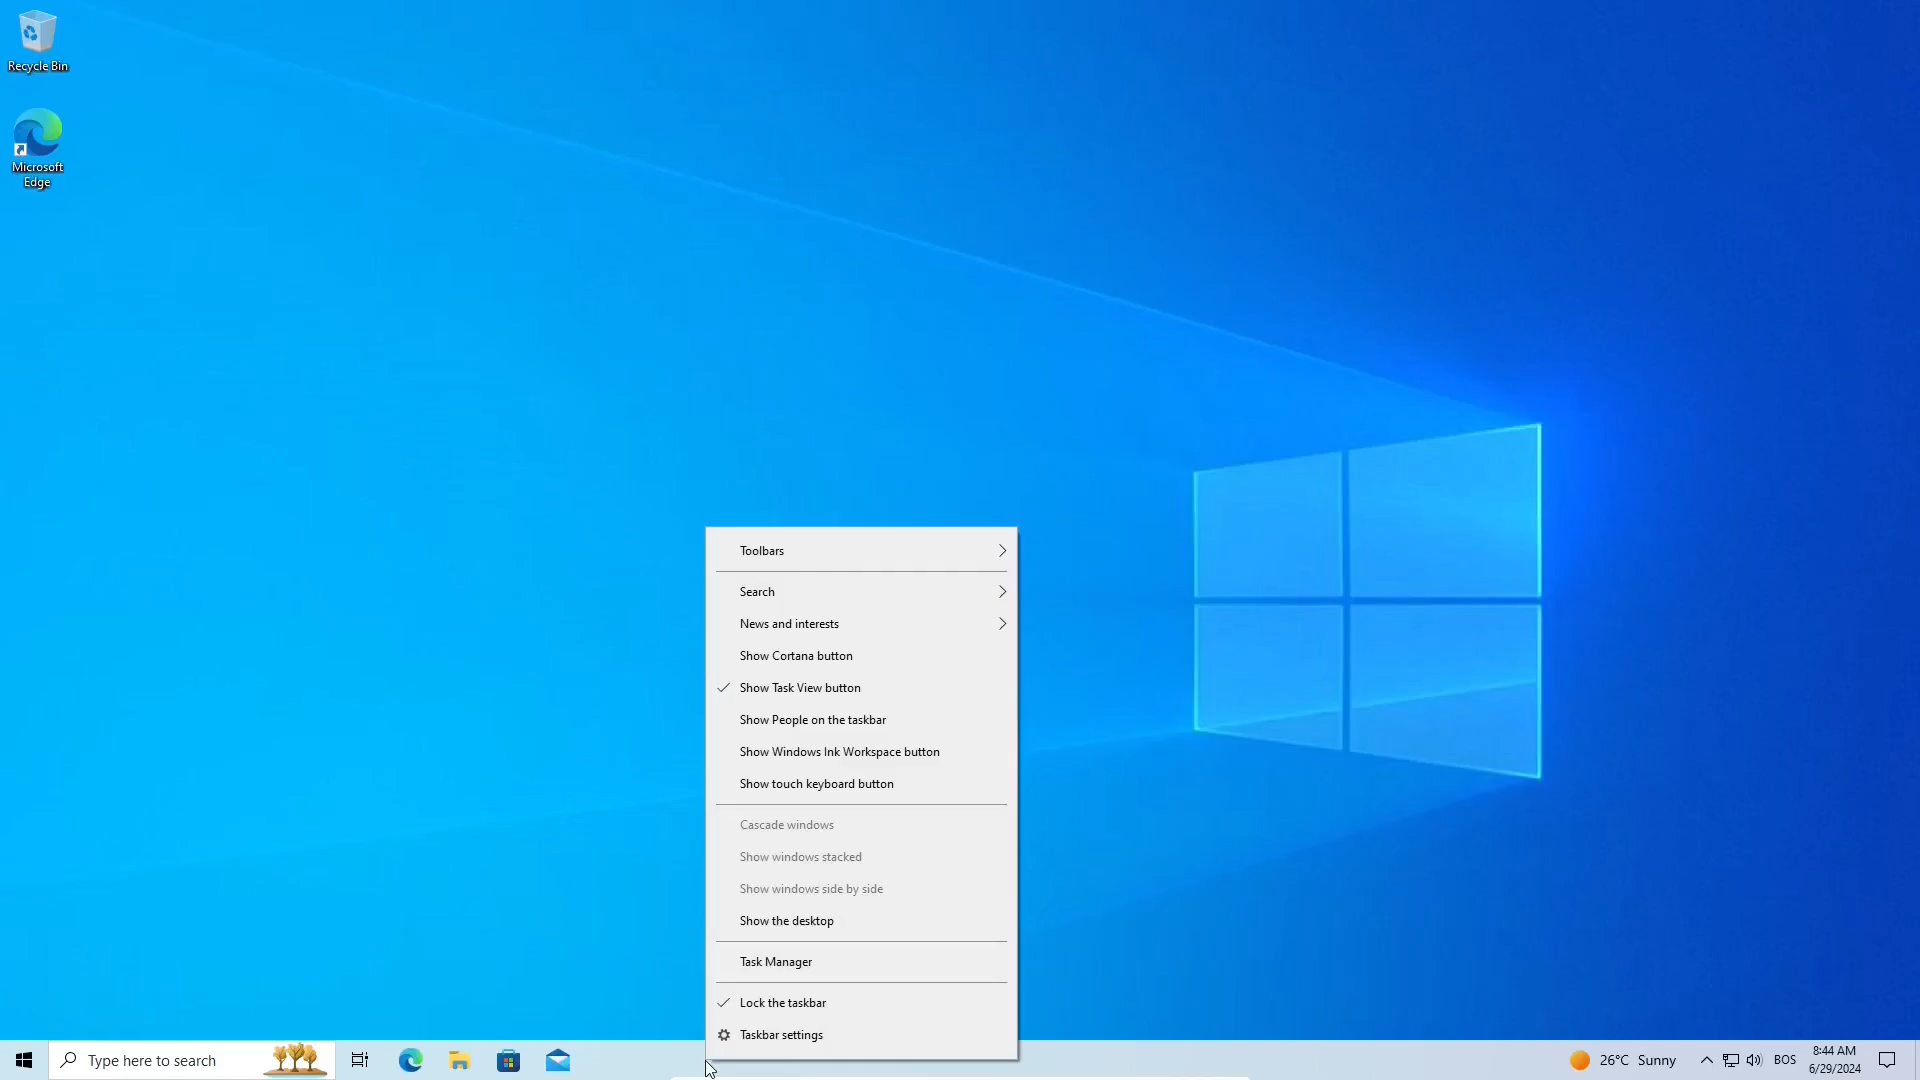 Recycle Bin
Microsoft
Edge
Toolbars
Search
News and interests
Show Cortana button
Show Task View button
Show People on the taskbar
Show Windows Ink Workspace button
Show touch keyboard button
Cascade windows
Show windows stacked
Show windows side by side
Show the desktop
Task Manager
Lock the taskbar
Taskbar settings
Type here to search
26°C Sunny
BOS
8:44 AM
6/29/2024